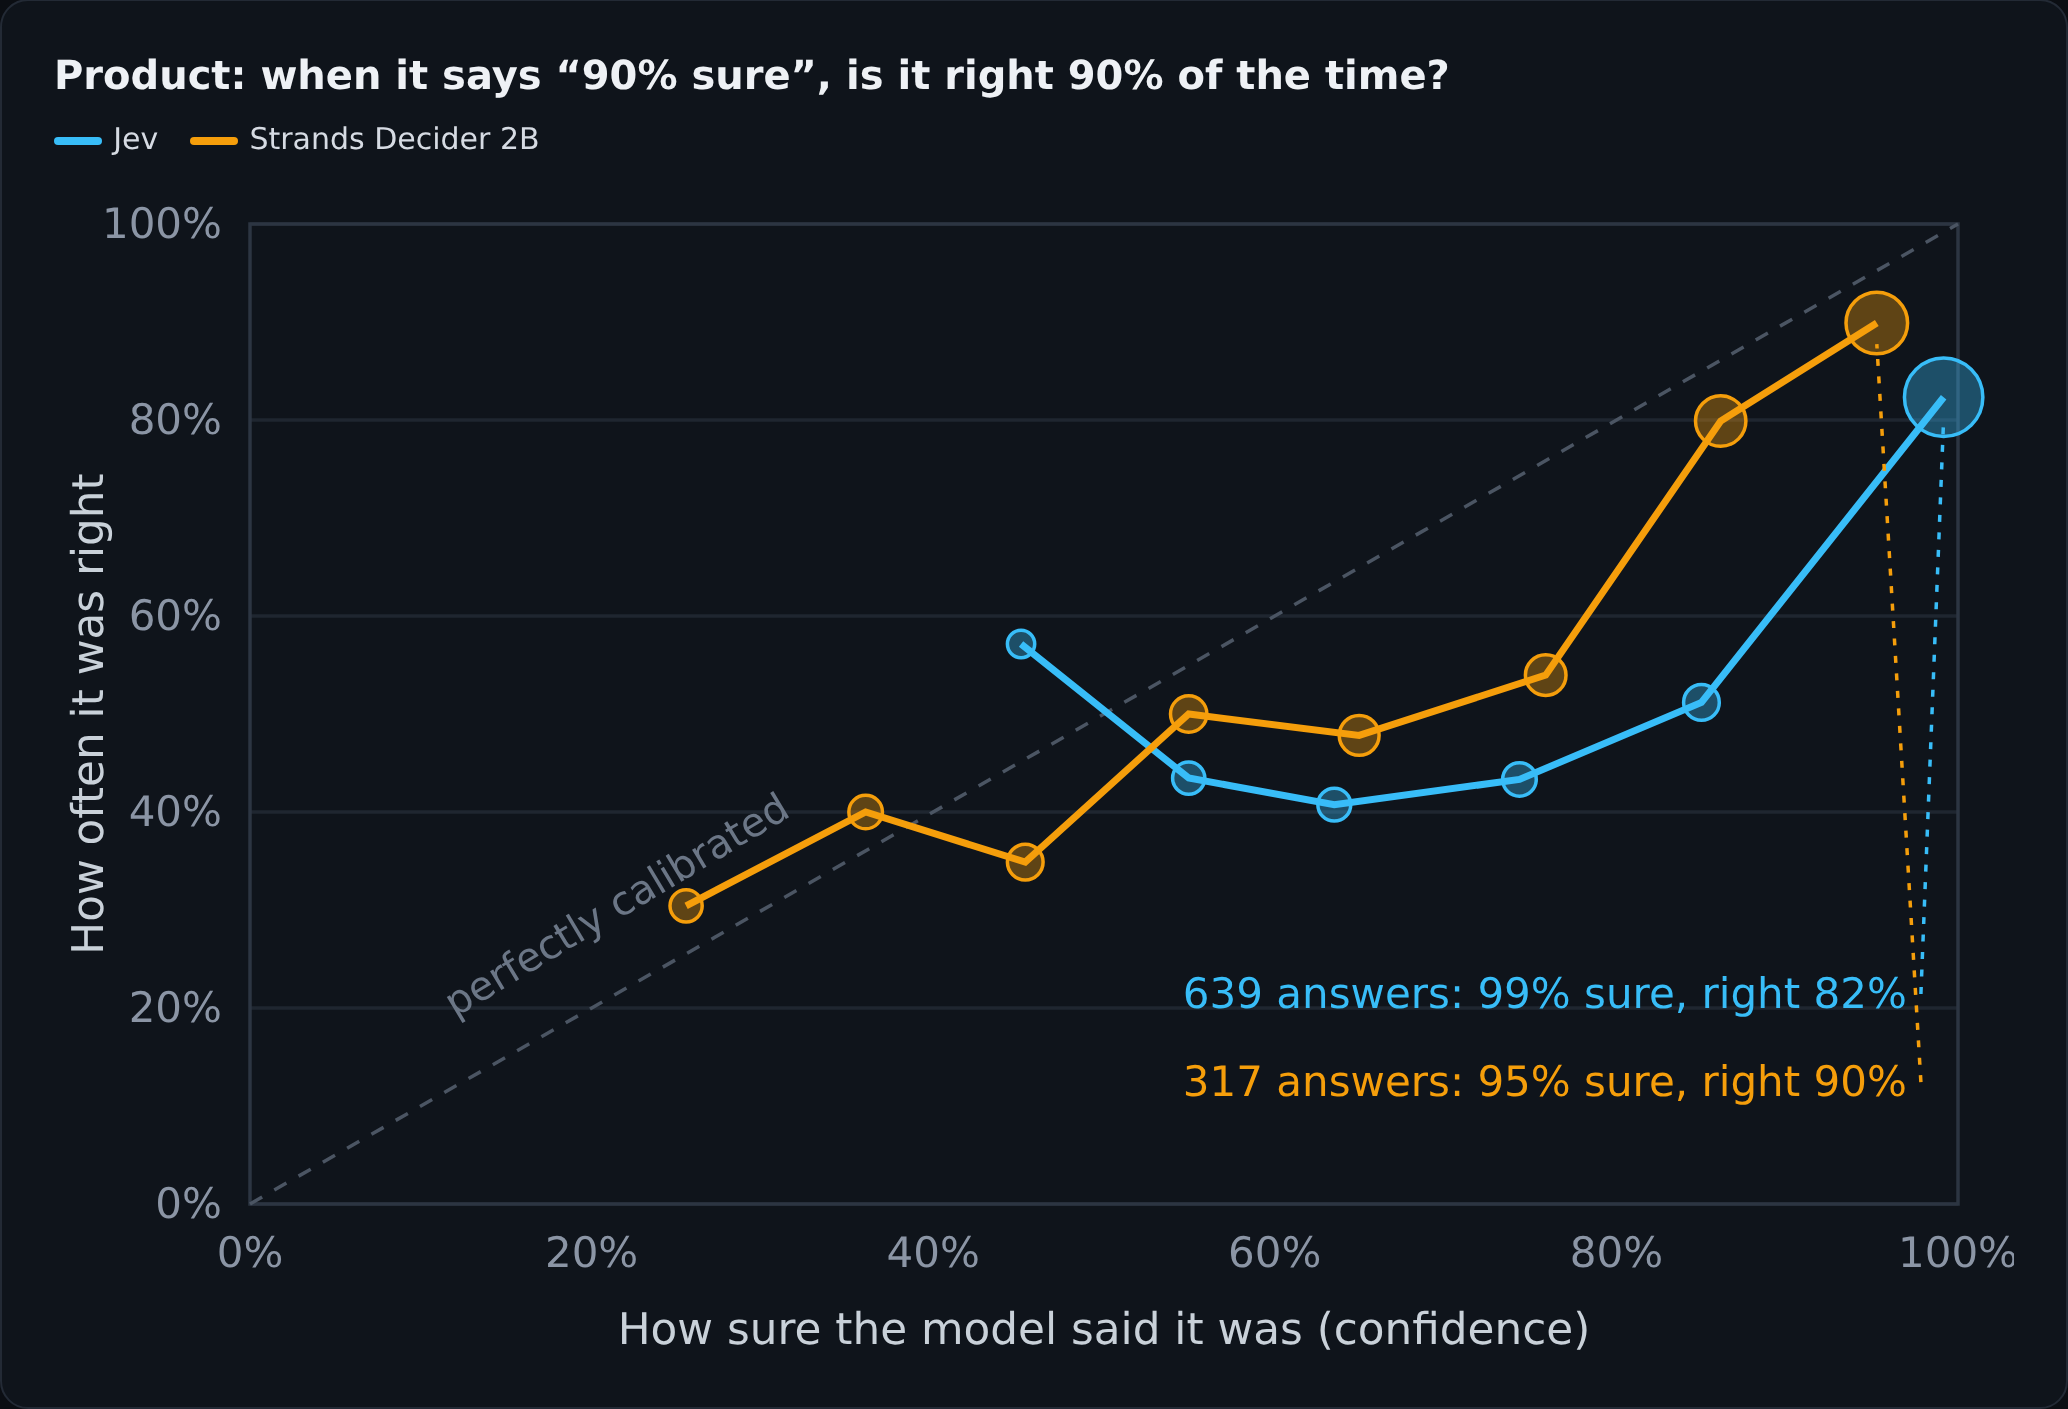 Product: when it says “90% sure”, is it right 90% of the time?
Jev
Strands Decider 2B
100%
80%
60%
40%
20%
0%
How often it was right
perfectly calibrated
639 answers: 99% sure, right 82%
317 answers: 95% sure, right 90%
0%
20%
40%
60%
80%
100%
How sure the model said it was (confidence)